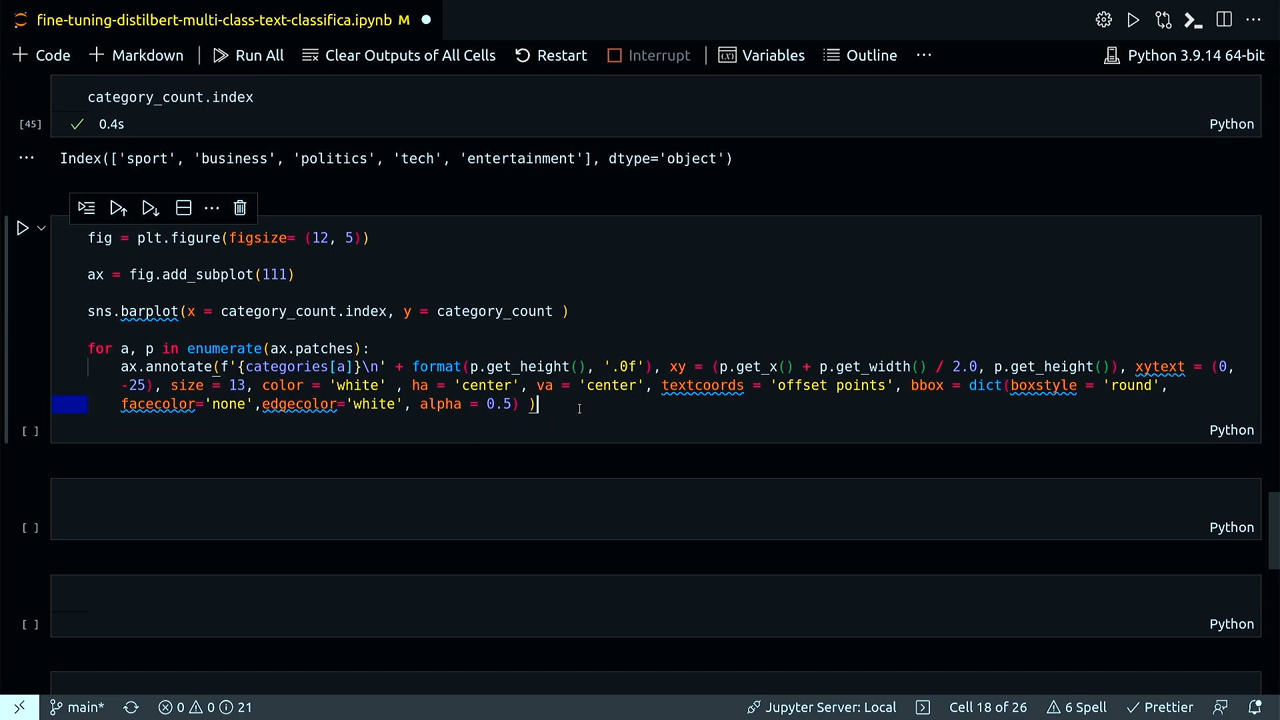 fine-tuning-distilbert-multi-class-text-classifica.ipynb M
Code Markdown Run All Clear Outputs of All Cells Restart Interrupt Variables Outline ··· Python 3.9.14 64-bit
category_count.index
[45] 0.4s Python
Index(['sport', 'business', 'politics', 'tech', 'entertainment'], dtype='object')
fig = plt.figure(figsize= (12, 5))
ax = fig.add_subplot(111)
sns.barplot(x = category_count.index, y = category_count )
for a, p in enumerate(ax.patches):
ax.annotate(f'{categories[a]}\n' + format(p.get_height(), '.0f'), xy = (p.get_x() + p.get_width() / 2.0, p.get_height()), xytext = (0,
-25), size = 13, color = 'white' , ha = 'center', va = 'center', textcoords = 'offset points', bbox = dict(boxstyle = 'round',
facecolor='none',edgecolor='white', alpha = 0.5) )
[ ] Python
[ ] Python
[ ] Python
main* 0 0 21 Jupyter Server: Local Cell 18 of 26 6 Spell Prettier